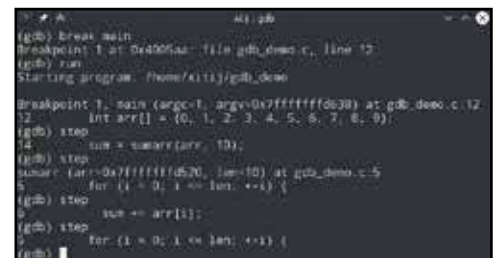 xitij: gdb
(gdb) break main
Breakpoint 1 at 0x4005aa: file gdb_demo.c, line 12.
(gdb) run
Starting program: /home/xitij/gdb_demo
Breakpoint 1, main (argc=1, argv=0x7fffffffd638) at gdb_demo.c:12
12 int arr[] = {0, 1, 2, 3, 4, 5, 6, 7, 8, 9};
(gdb) step
14 sum = sumarr(arr, 10);
(gdb) step
sumarr (arr=0x7fffffffd520, len=10) at gdb_demo.c:5
5 for (i = 0; i <= len; ++i) {
(gdb) step
6 sum += arr[i];
(gdb) step
5 for (i = 0; i <= len; ++i) {
(gdb)